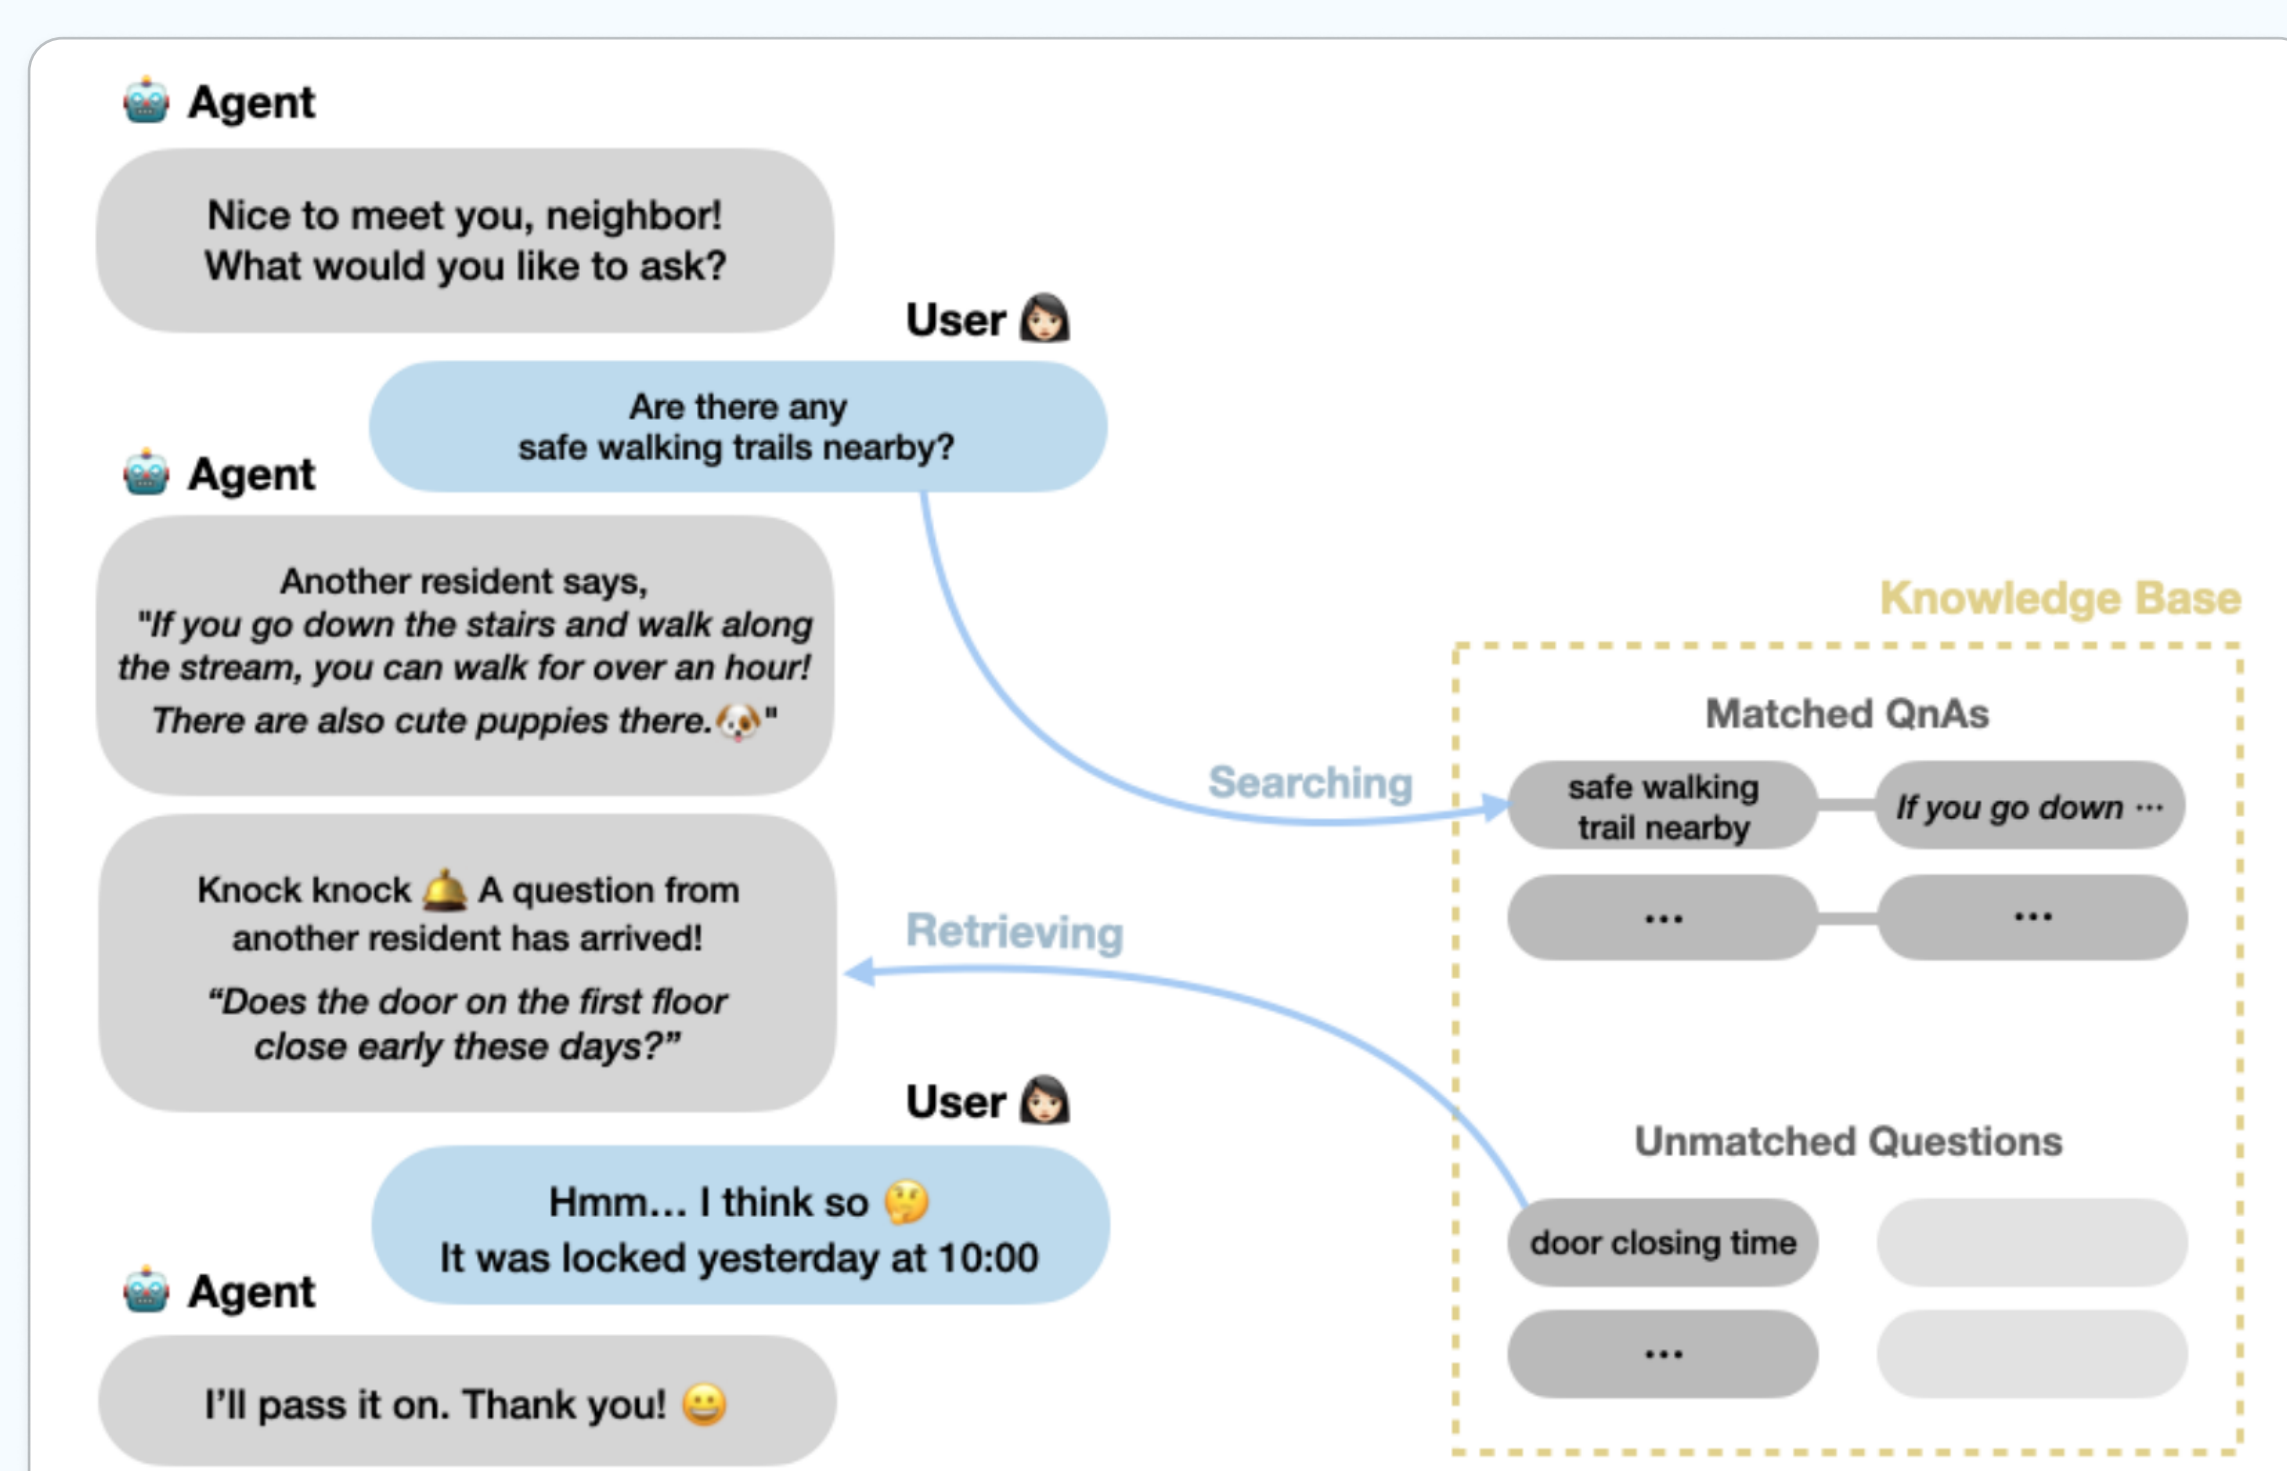 🤖 Agent
Nice to meet you, neighbor!
What would you like to ask?
User 👩🏻
Are there any
safe walking trails nearby?
🤖 Agent
Another resident says,
"If you go down the stairs and walk along
the stream, you can walk for over an hour!
There are also cute puppies there.🐶"
Knock knock 🛎️ A question from
another resident has arrived!
“Does the door on the first floor
close early these days?”
User 👩🏻
Hmm... I think so 🤔
It was locked yesterday at 10:00
🤖 Agent
I’ll pass it on. Thank you! 😀
Searching
Retrieving
Knowledge Base
Matched QnAs
safe walking
trail nearby
If you go down ···
···
···
Unmatched Questions
door closing time
···